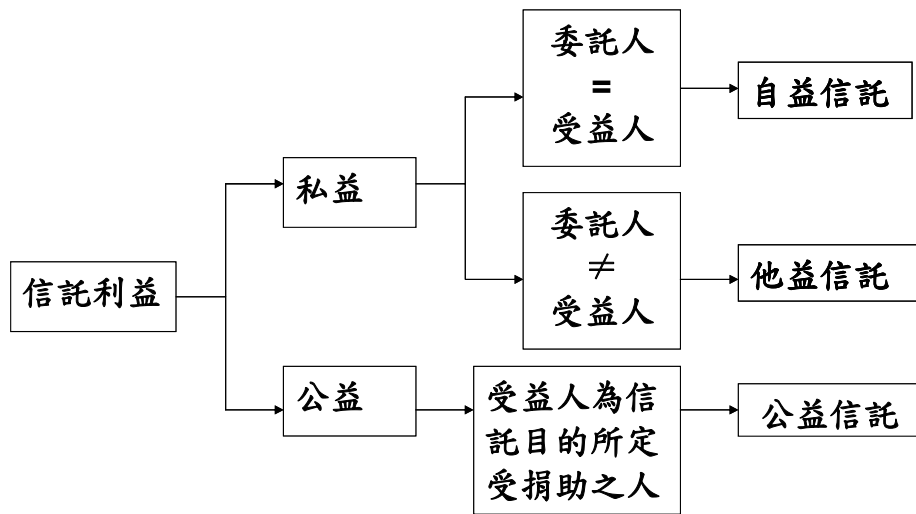 信託利益
私益
委託人
=
受益人
自益信託
委託人
≠
受益人
他益信託
公益
受益人為信
託目的所定
受捐助之人
公益信託